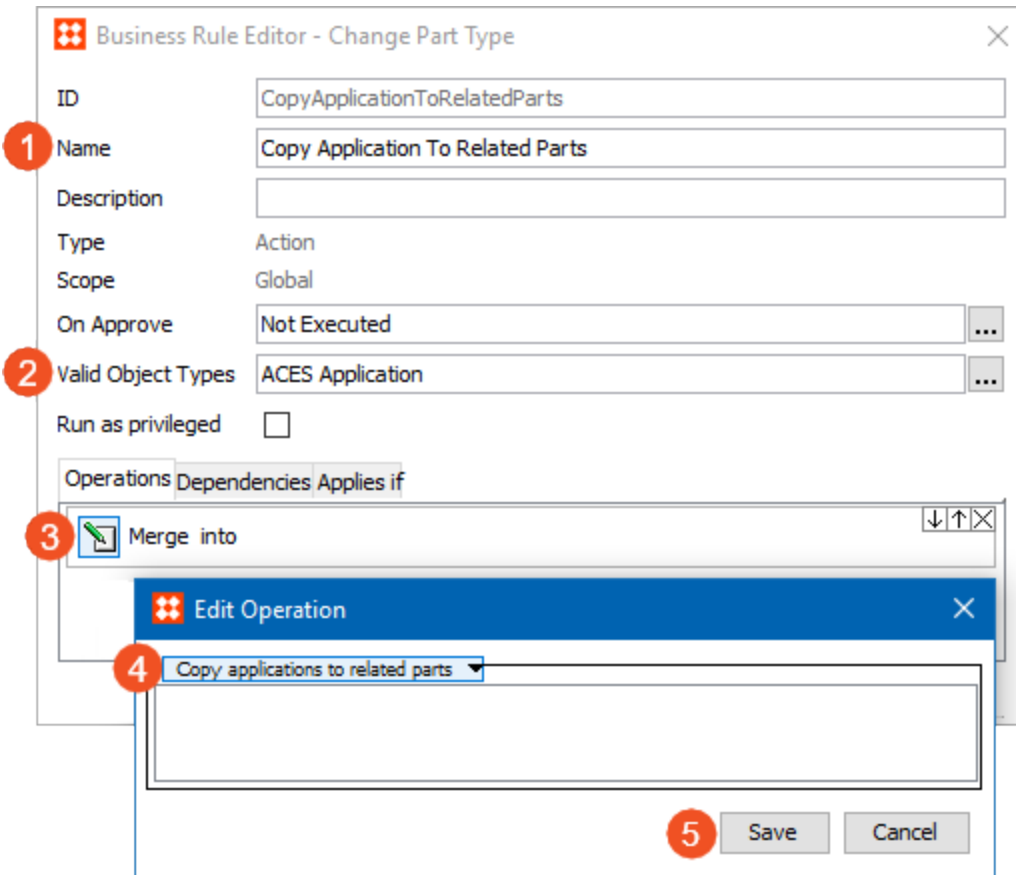 Business Rule Editor - Change Part Type
ID CopyApplicationToRelatedParts
1 Name Copy Application To Related Parts
Description
Type Action
Scope Global
On Approve Not Executed ...
2 Valid Object Types ACES Application ...
Run as privileged
Operations Dependencies Applies if
3 Merge into
Edit Operation
4 Copy applications to related parts
5 Save Cancel